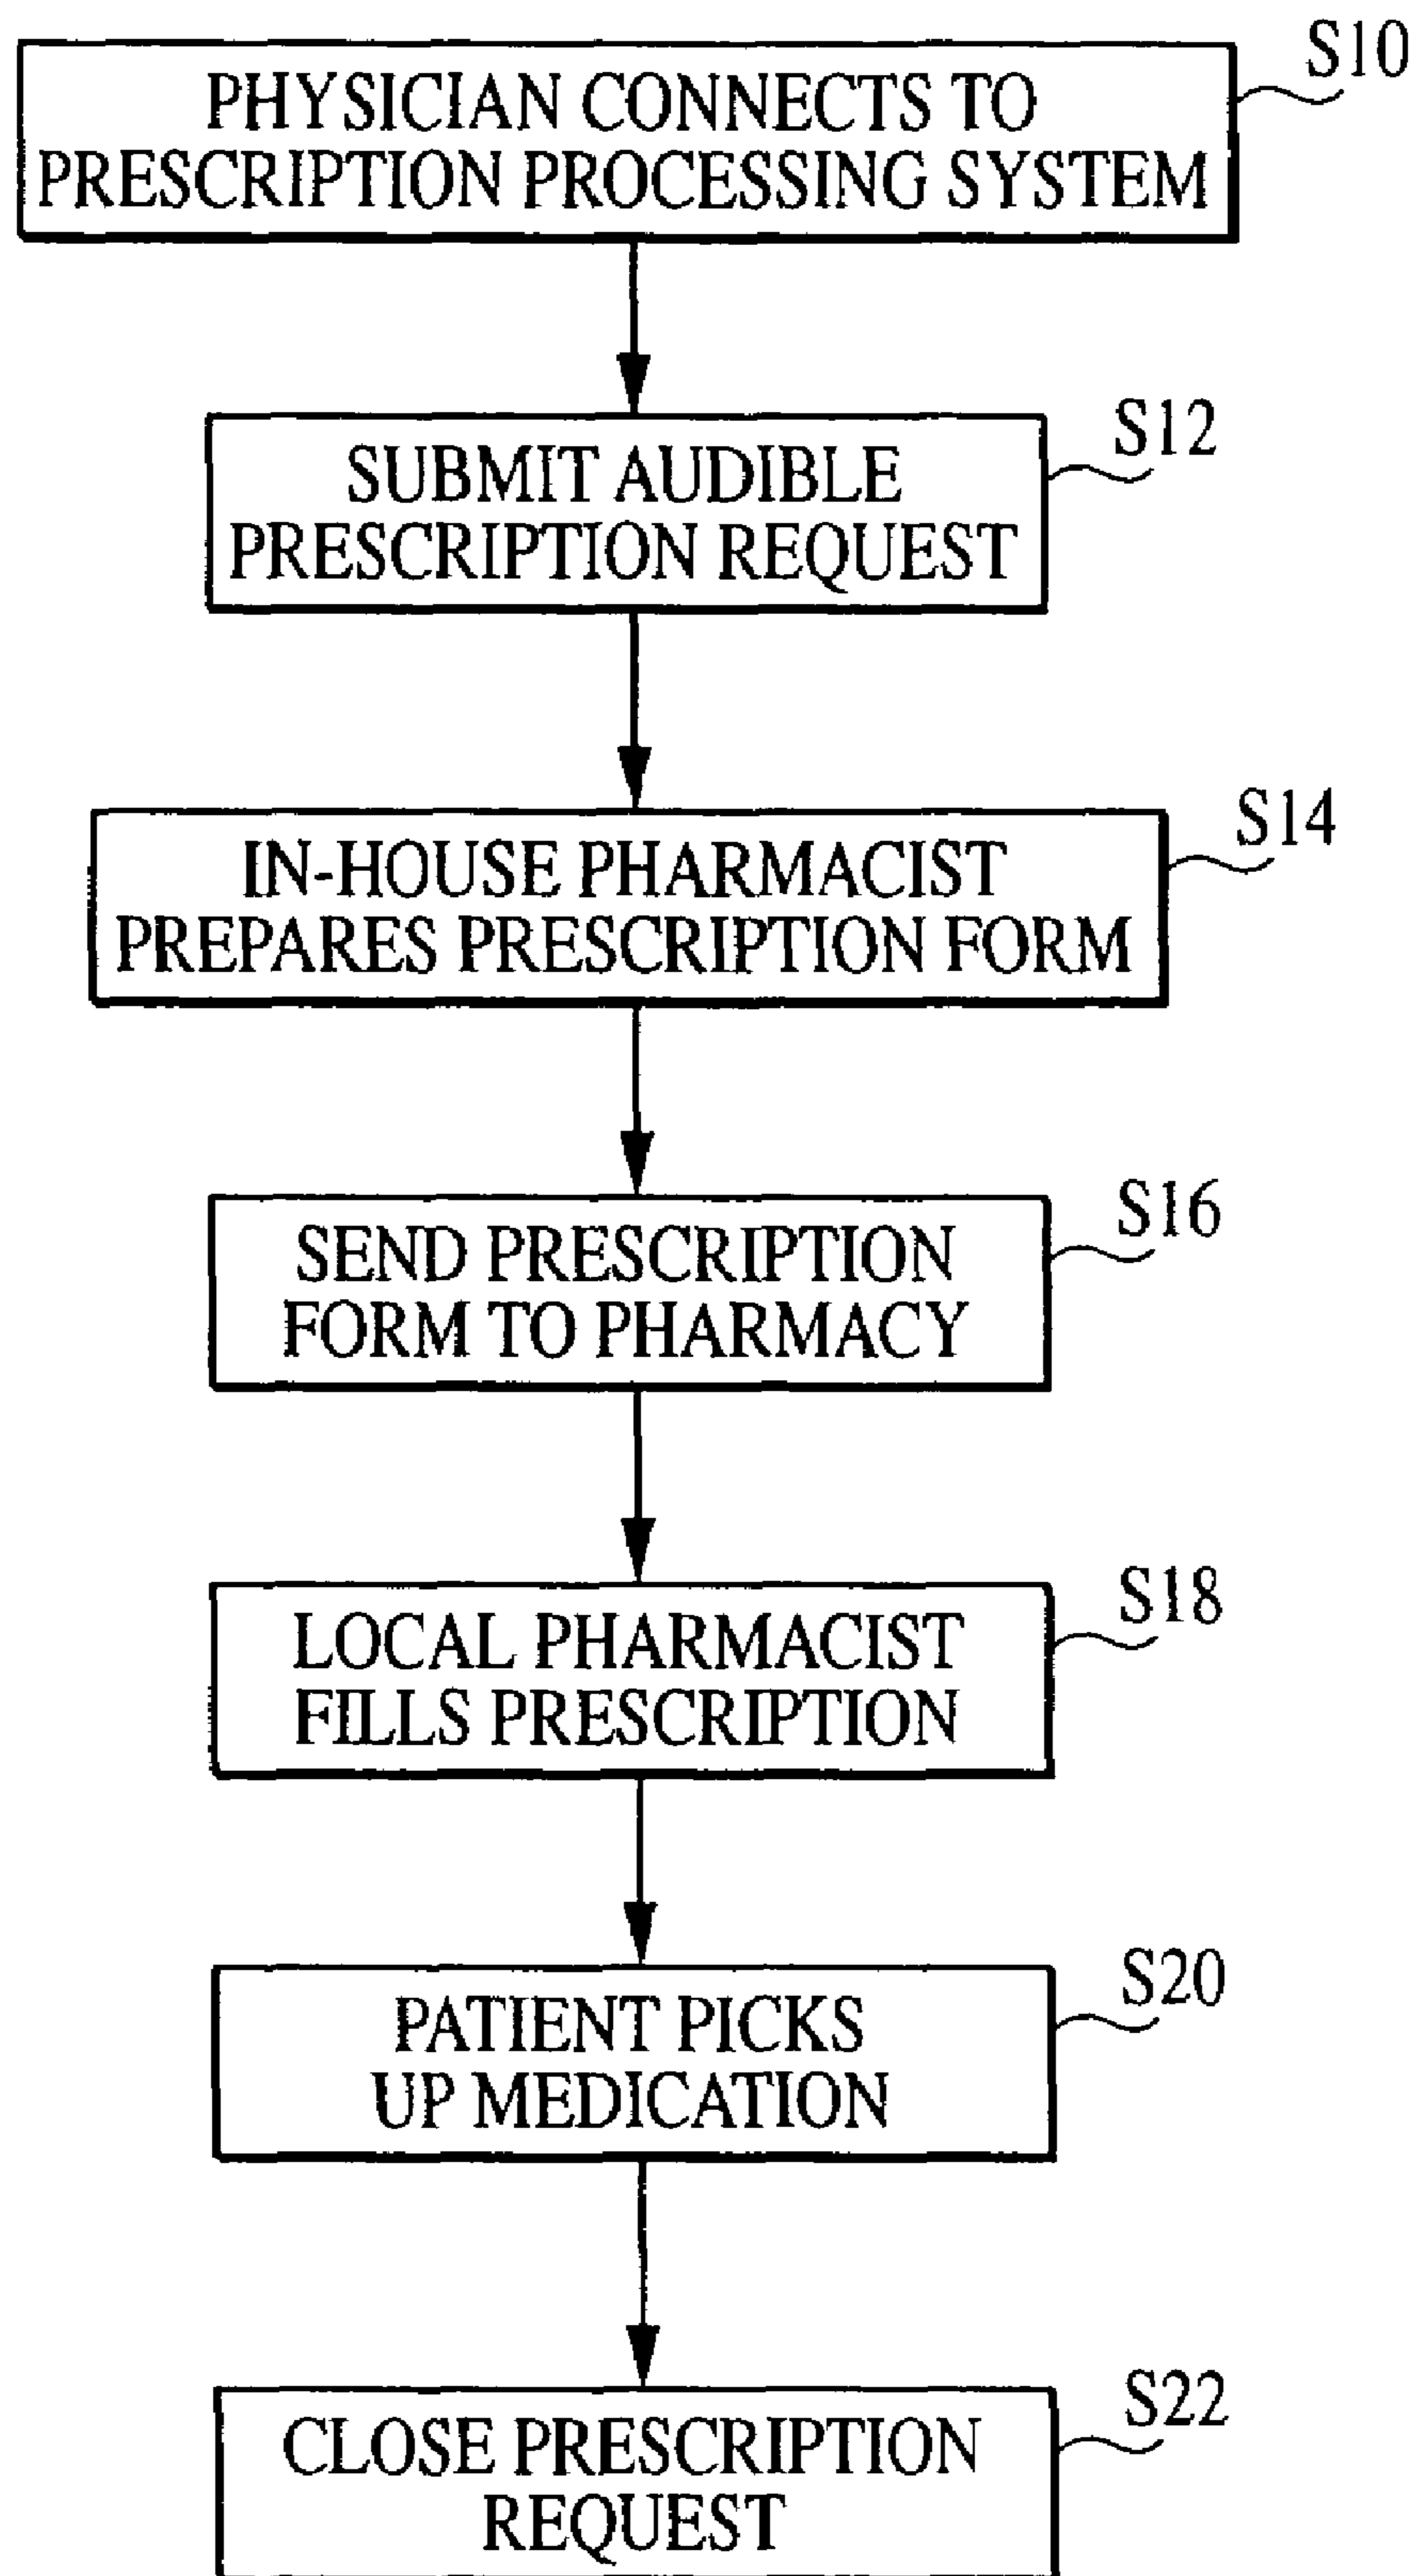 S10
PHYSICIAN CONNECTS TO
PRESCRIPTION PROCESSING SYSTEM
S12
SUBMIT AUDIBLE
PRESCRIPTION REQUEST
S14
IN-HOUSE PHARMACIST
PREPARES PRESCRIPTION FORM
S16
SEND PRESCRIPTION
FORM TO PHARMACY
S18
LOCAL PHARMACIST
FILLS PRESCRIPTION
S20
PATIENT PICKS
UP MEDICATION
S22
CLOSE PRESCRIPTION
REQUEST